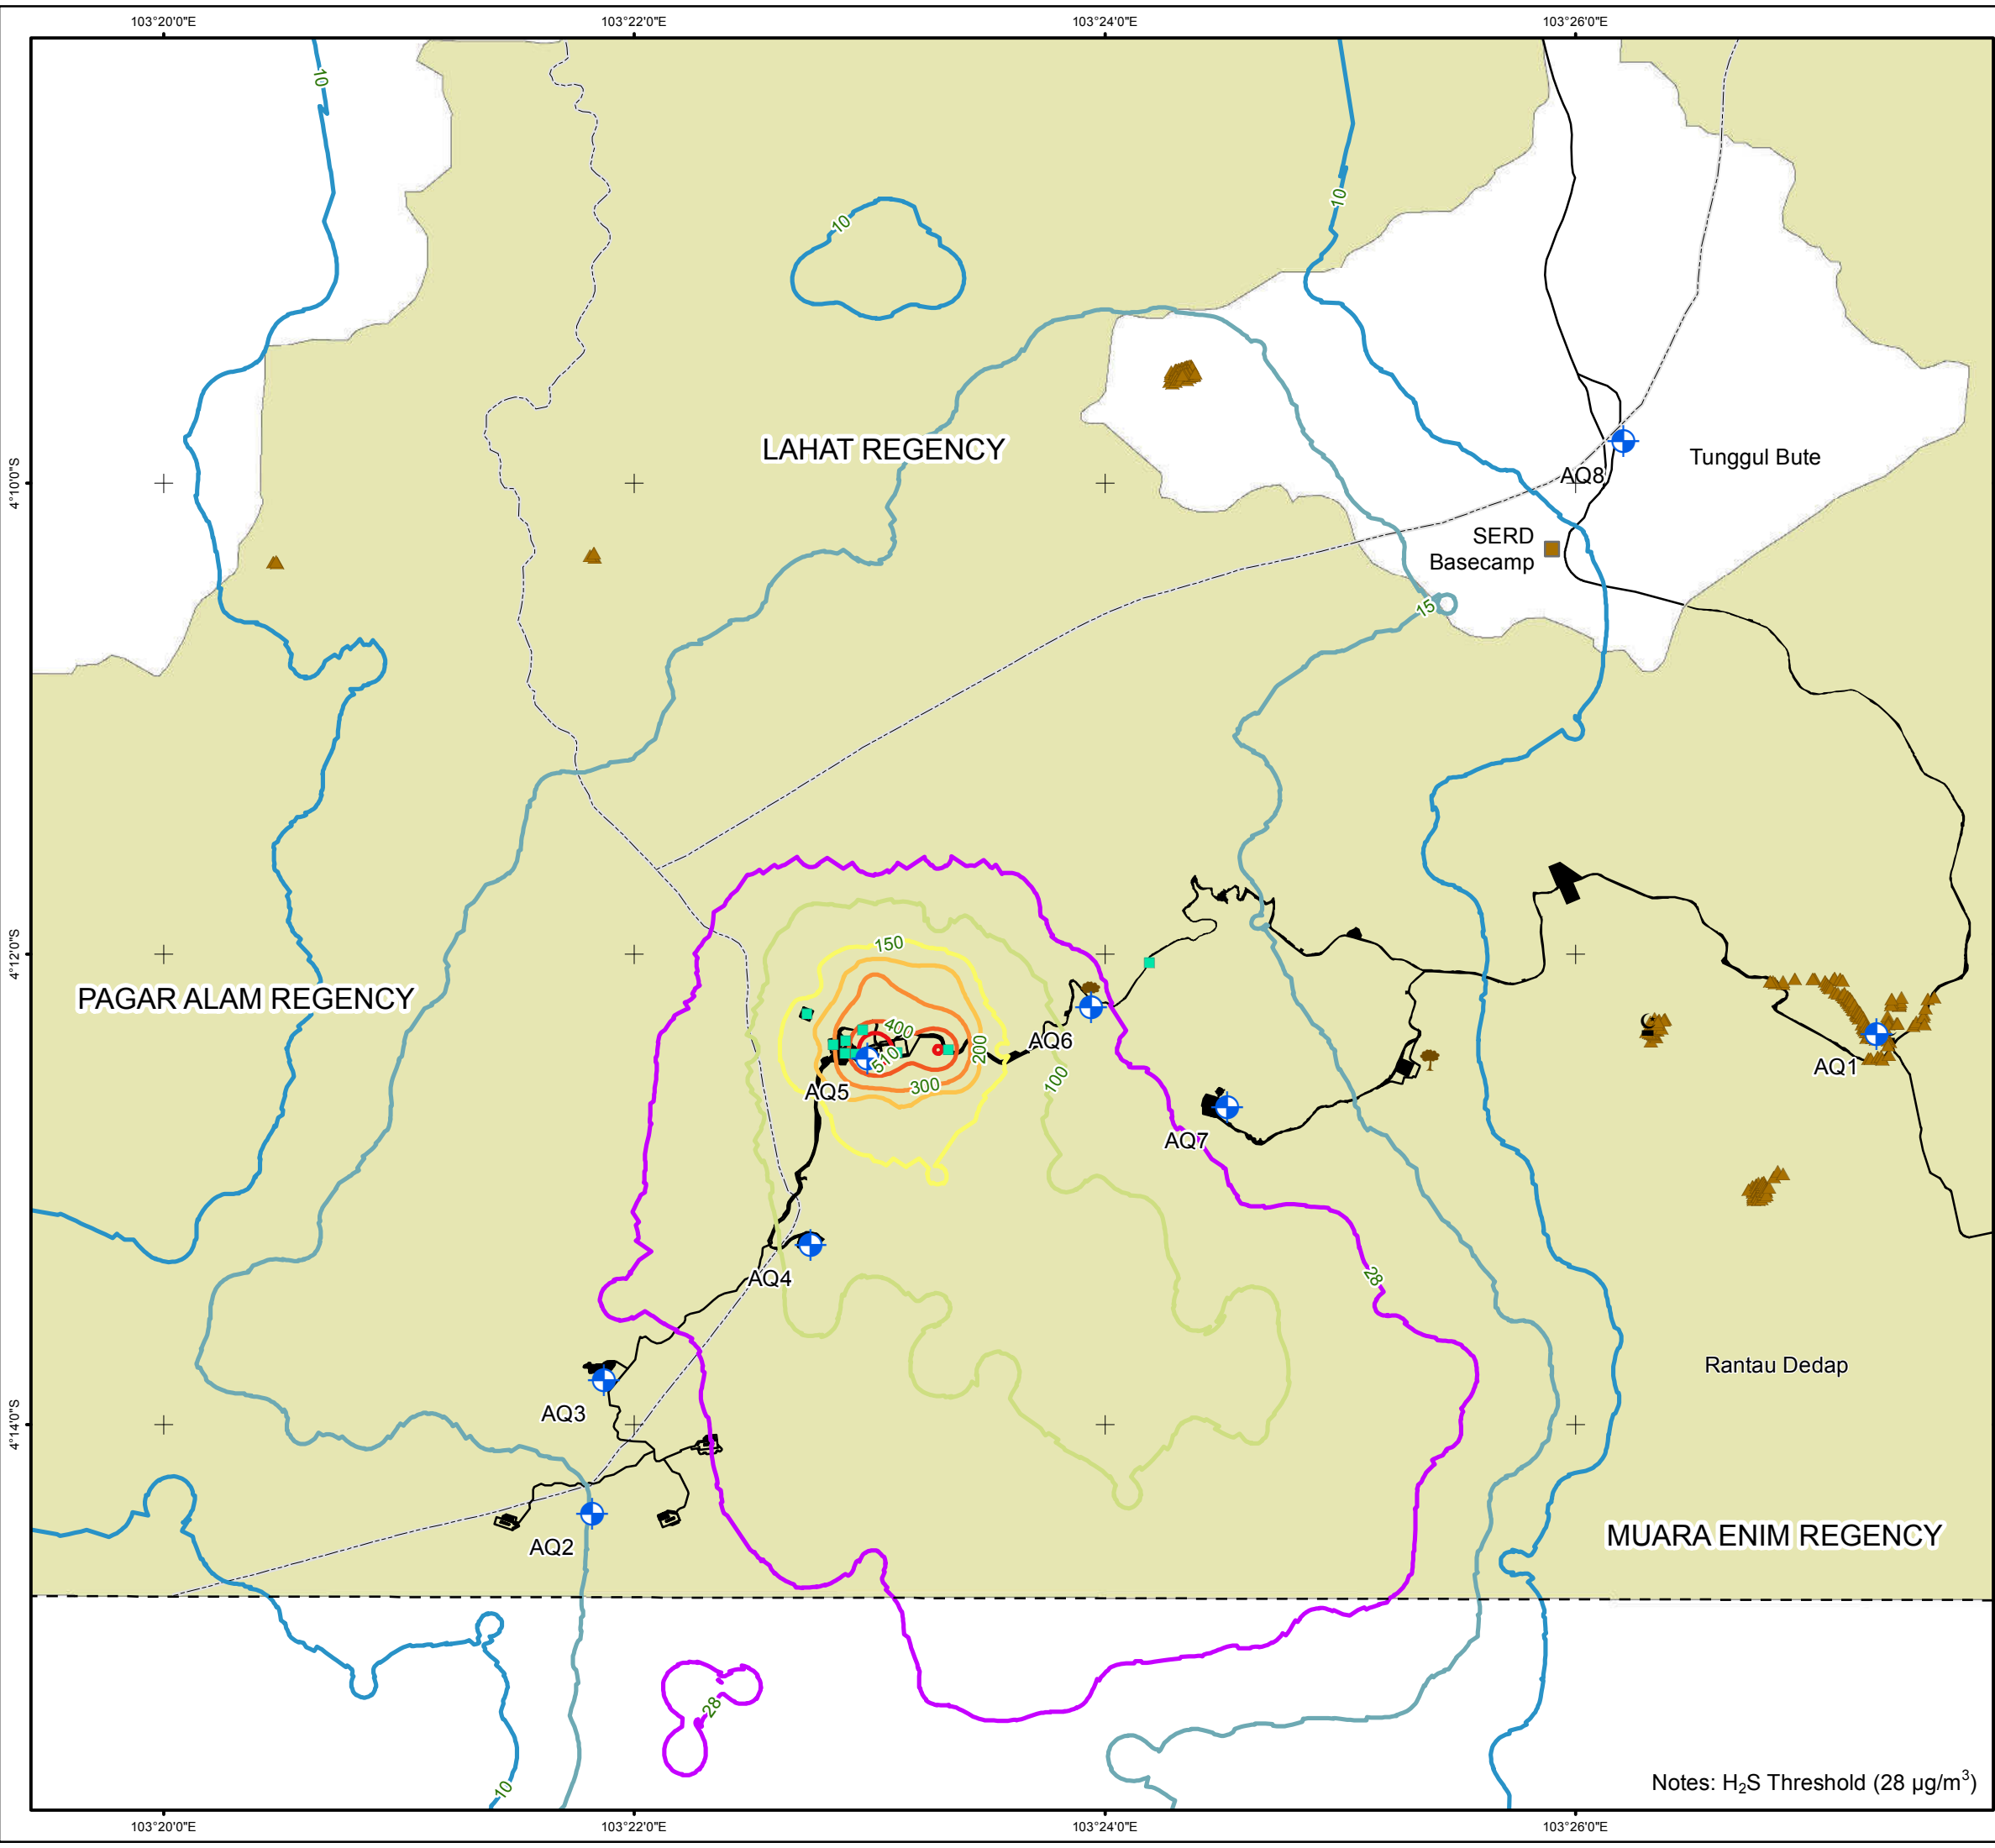 103°20'0"E
103°22'0"E
103°24'0"E
103°26'0"E
10
10
10
LAHAT REGENCY
4°10'0"S
AQ8
Tunggul Bute
SERD
Basecamp
15
150
4°12'0"S
PAGAR ALAM REGENCY
400
510
200
AQ6
100
300
AQ5
AQ1
AQ7
AQ4
28
Rantau Dedap
AQ3
4°14'0"S
AQ2
MUARA ENIM REGENCY
28
10
Notes: H₂S Threshold (28 µg/m³)
103°20'0"E
103°22'0"E
103°24'0"E
103°26'0"E